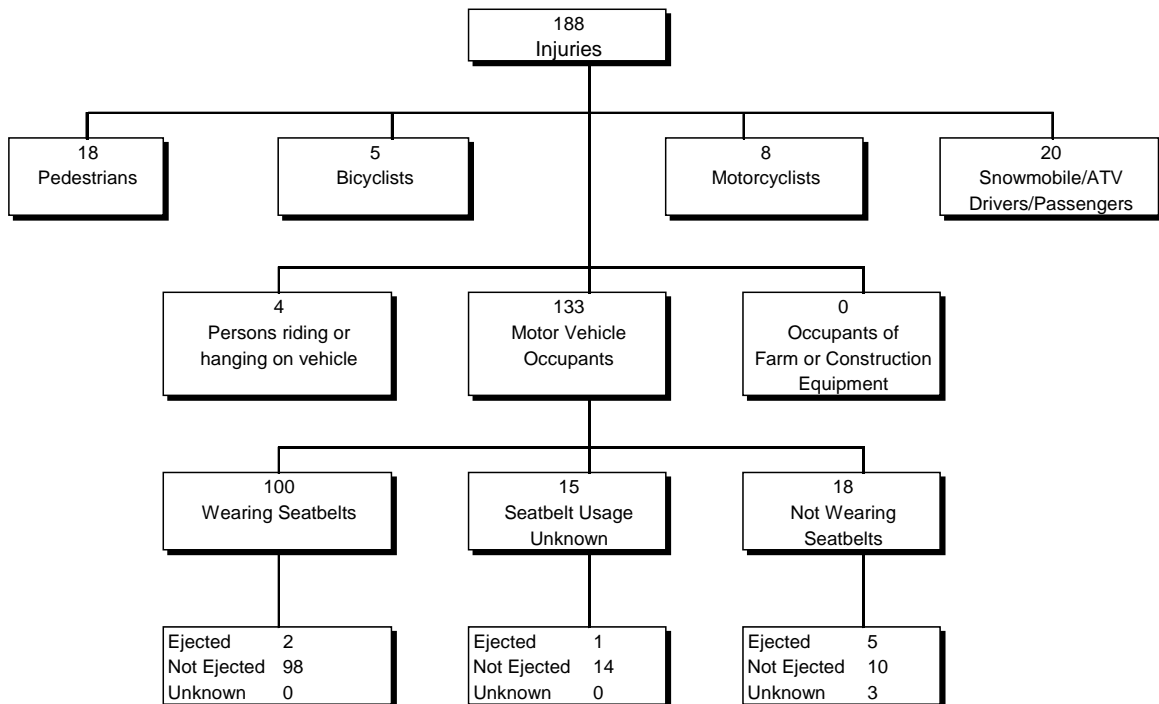 188
Injuries
18
Pedestrians
5
Bicyclists
8
Motorcyclists
20
Snowmobile/ATV
Drivers/Passengers
4
Persons riding or
hanging on vehicle
133
Motor Vehicle
Occupants
0
Occupants of
Farm or Construction
Equipment
100
Wearing Seatbelts
15
Seatbelt Usage
Unknown
18
Not Wearing
Seatbelts
Ejected 2
Not Ejected 98
Unknown 0
Ejected 1
Not Ejected 14
Unknown 0
Ejected 5
Not Ejected 10
Unknown 3